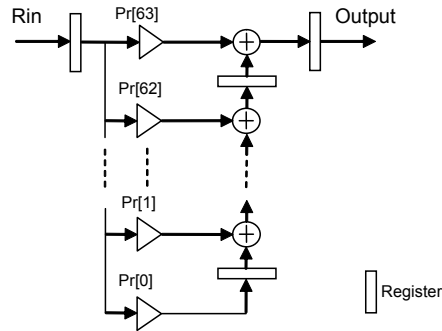 Rin
Pr[63]
Output
Pr[62]
Pr[1]
Pr[0]
Register